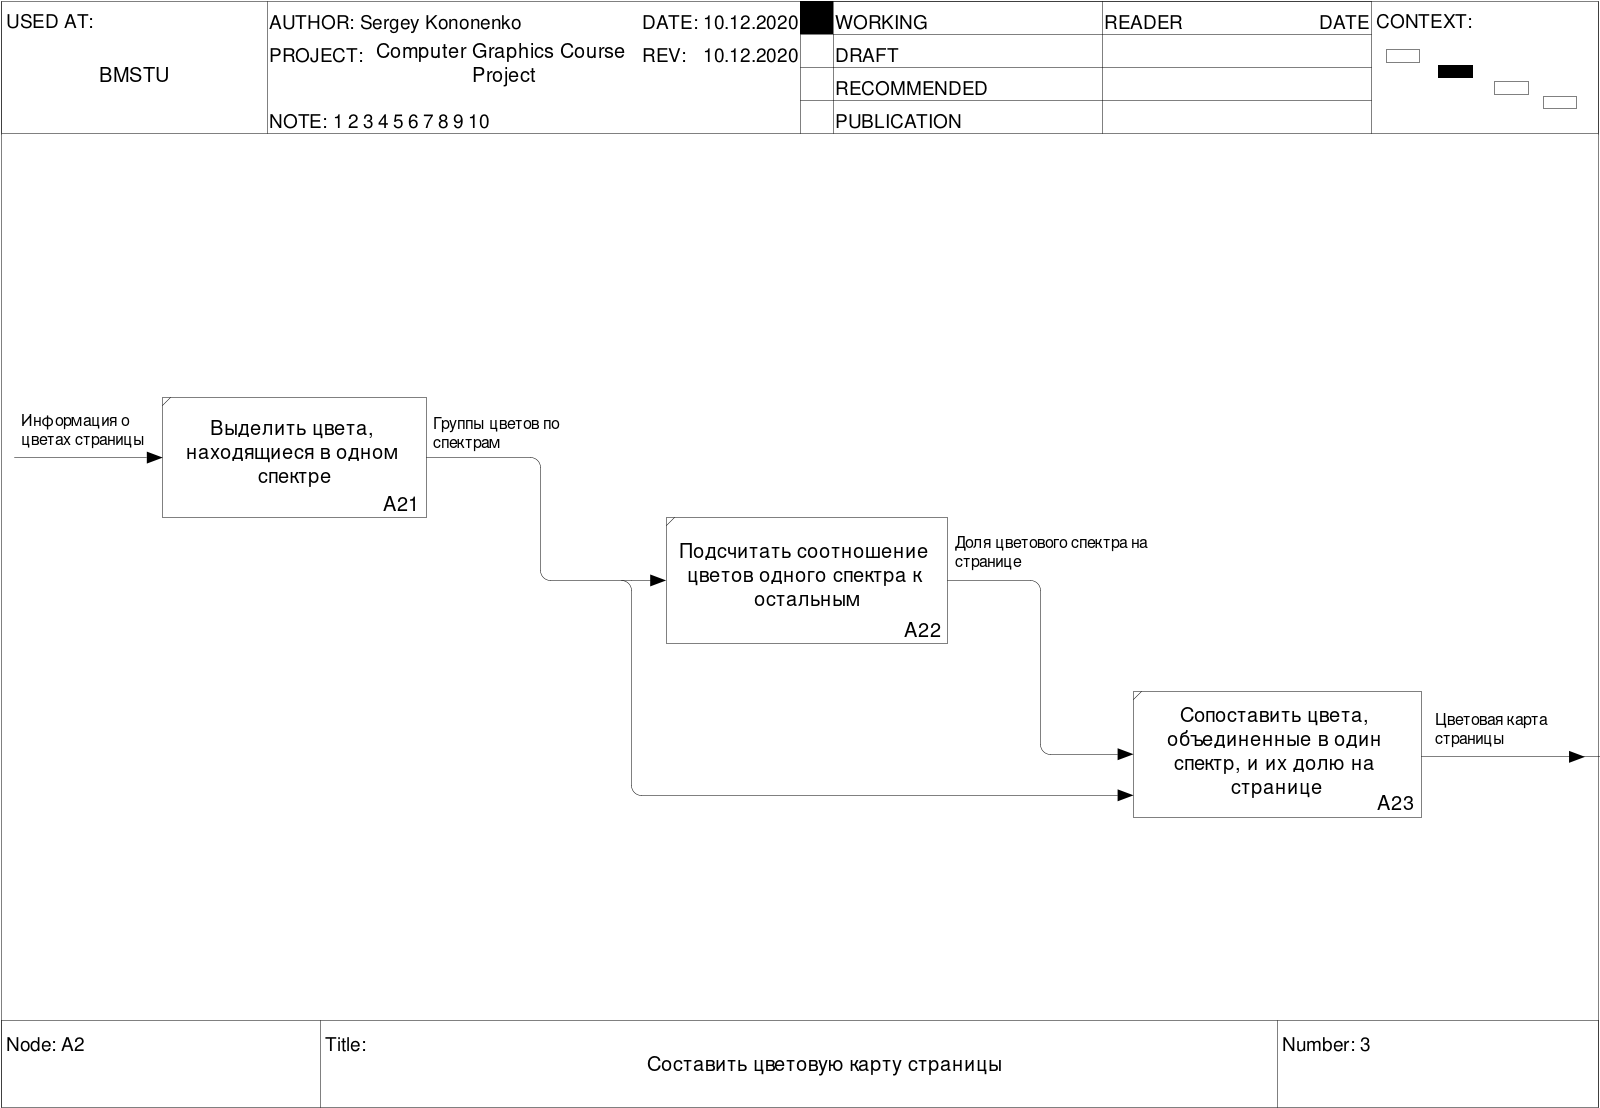 USED AT:
BMSTU
AUTHOR: Sergey Kononenko
DATE: 10.12.2020
PROJECT: Computer Graphics Course
Project
REV: 10.12.2020
NOTE: 1 2 3 4 5 6 7 8 9 10
WORKING
DRAFT
RECOMMENDED
PUBLICATION
READER
DATE
CONTEXT:
Информация о
цветах страницы
Выделить цвета,
находящиеся в одном
спектре
A21
Группы цветов по
спектрам
Подсчитать соотношение
цветов одного спектра к
остальным
A22
Доля цветового спектра на
странице
Сопоставить цвета,
объединенные в один
спектр, и их долю на
странице
A23
Цветовая карта
страницы
Node: A2
Title:
Составить цветовую карту страницы
Number: 3